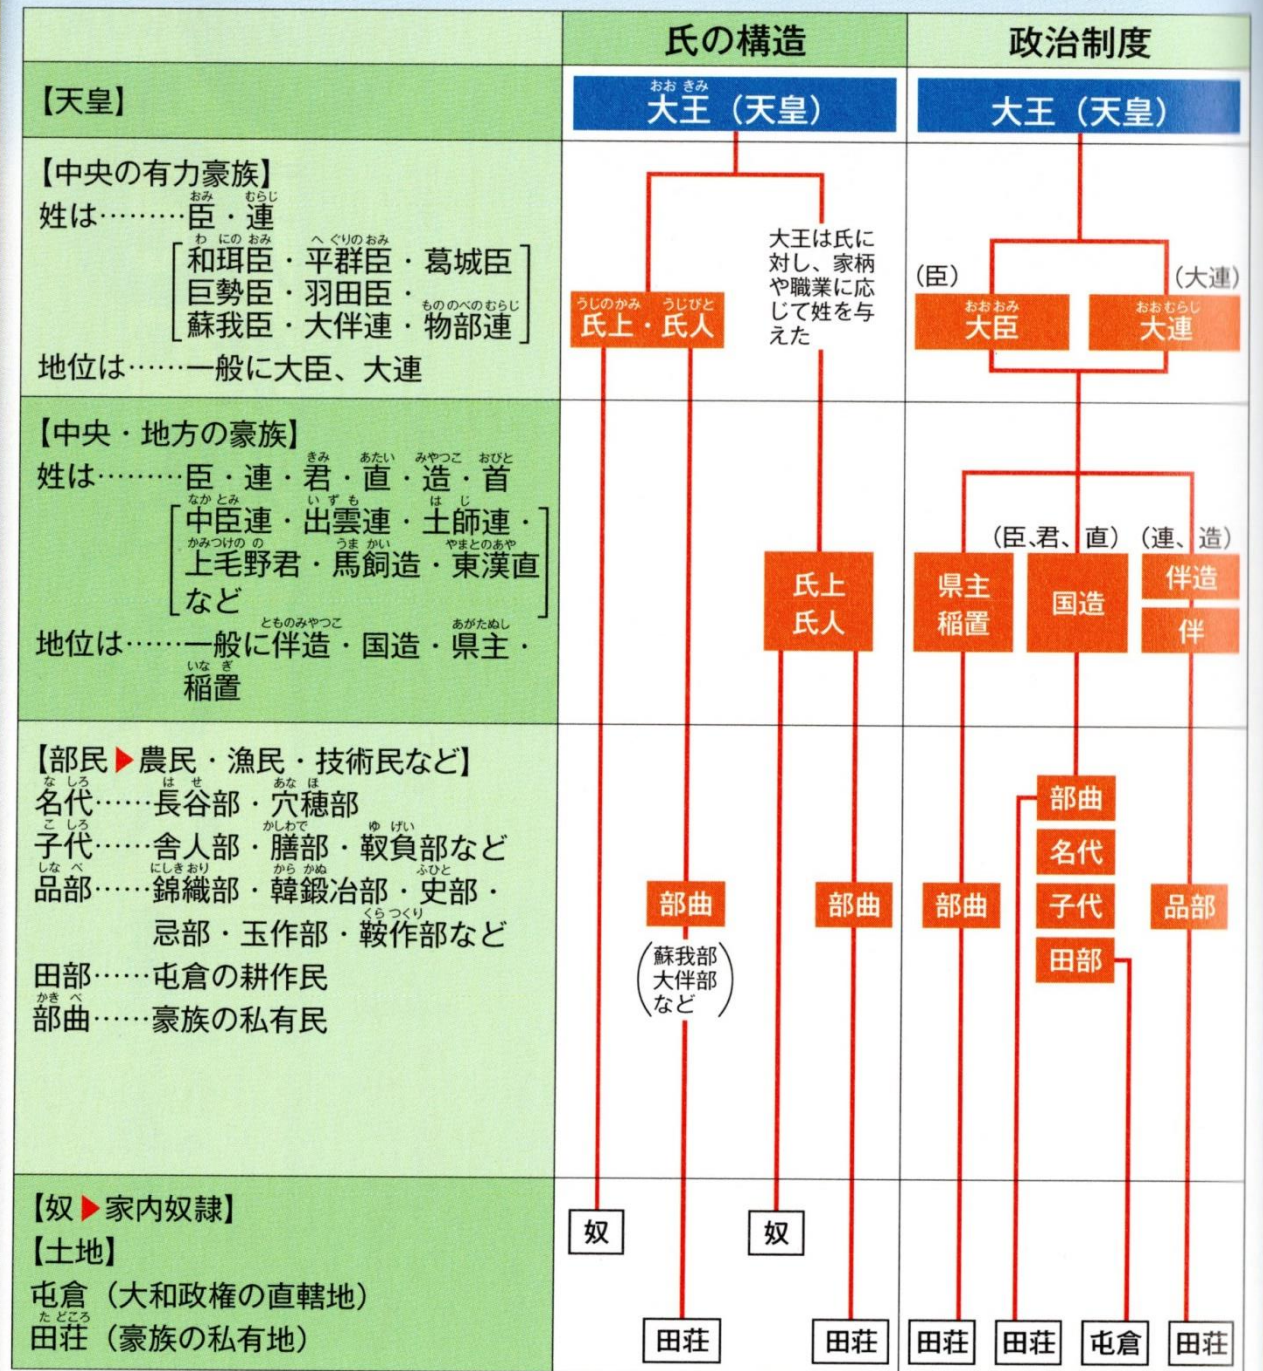 氏の構造
政治制度
【天皇】
おおきみ
大王（天皇）
大王（天皇）
【中央の有力豪族】
おみ むらじ
姓は………臣・連
わにのおみ へぐりのおみ
和珥臣・平群臣・葛城臣
巨勢臣・羽田臣・
もののべのむらじ
蘇我臣・大伴連・物部連
地位は……一般に大臣、大連
うじのかみ うじびと
氏上・氏人
大王は氏に
対し、家柄
や職業に応
じて姓を与
えた
（臣）
（大連）
おおおみ
大臣
おおむらじ
大連
【中央・地方の豪族】
きみ あたい みやつこ おびと
姓は………臣・連・君・直・造・首
なかとみ いずも はじ
中臣連・出雲連・土師連・
かみつけのの うまかい やまとのあや
上毛野君・馬飼造・東漢直
など
とものみやつこ あがたぬし
地位は……一般に伴造・国造・県主・
いなぎ
稲置
氏上
氏人
県主
稲置
（臣、君、直）
国造
（連、造）
伴造
伴
【部民▶農民・漁民・技術民など】
なしろ はせ あなほ
名代……長谷部・穴穂部
こしろ かしわで ゆげい
子代……舎人部・膳部・靫負部など
しなべ にしきおり からかぬ ふひと
品部……錦織部・韓鍛冶部・史部・
くらつくり
忌部・玉作部・鞍作部など
田部……屯倉の耕作民
かきべ
部曲……豪族の私有民
部曲
（蘇我部
大伴部
など）
部曲
部曲
部曲
名代
子代
田部
品部
【奴▶家内奴隷】
【土地】
屯倉（大和政権の直轄地）
たどころ
田荘（豪族の私有地）
奴
奴
田荘
田荘
田荘
田荘
屯倉
田荘